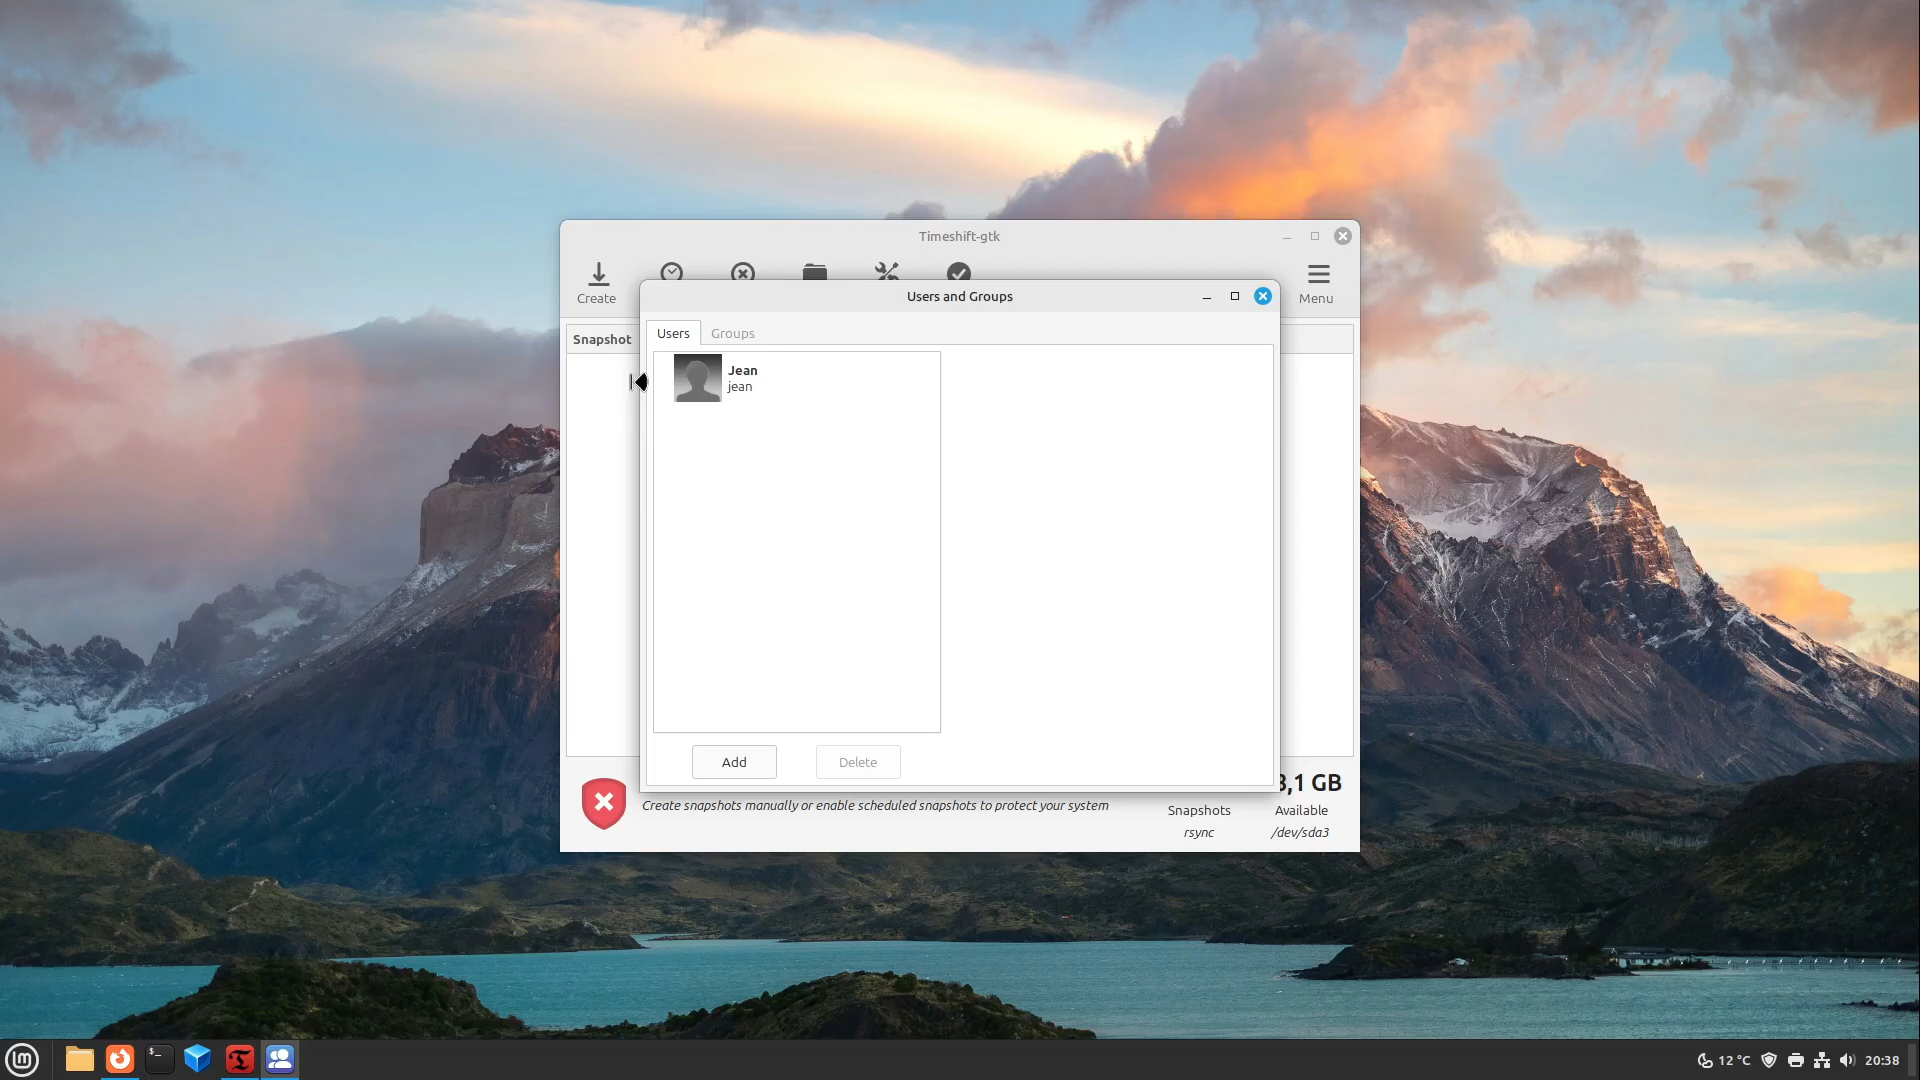 Timeshift-gtk
Create
Menu
Users and Groups
Users Groups
Snapshot
Jean
jean
Add Delete
3,1 GB
Create snapshots manually or enable scheduled snapshots to protect your system
Snapshots Available
rsync /dev/sda3
12 °C 20:38